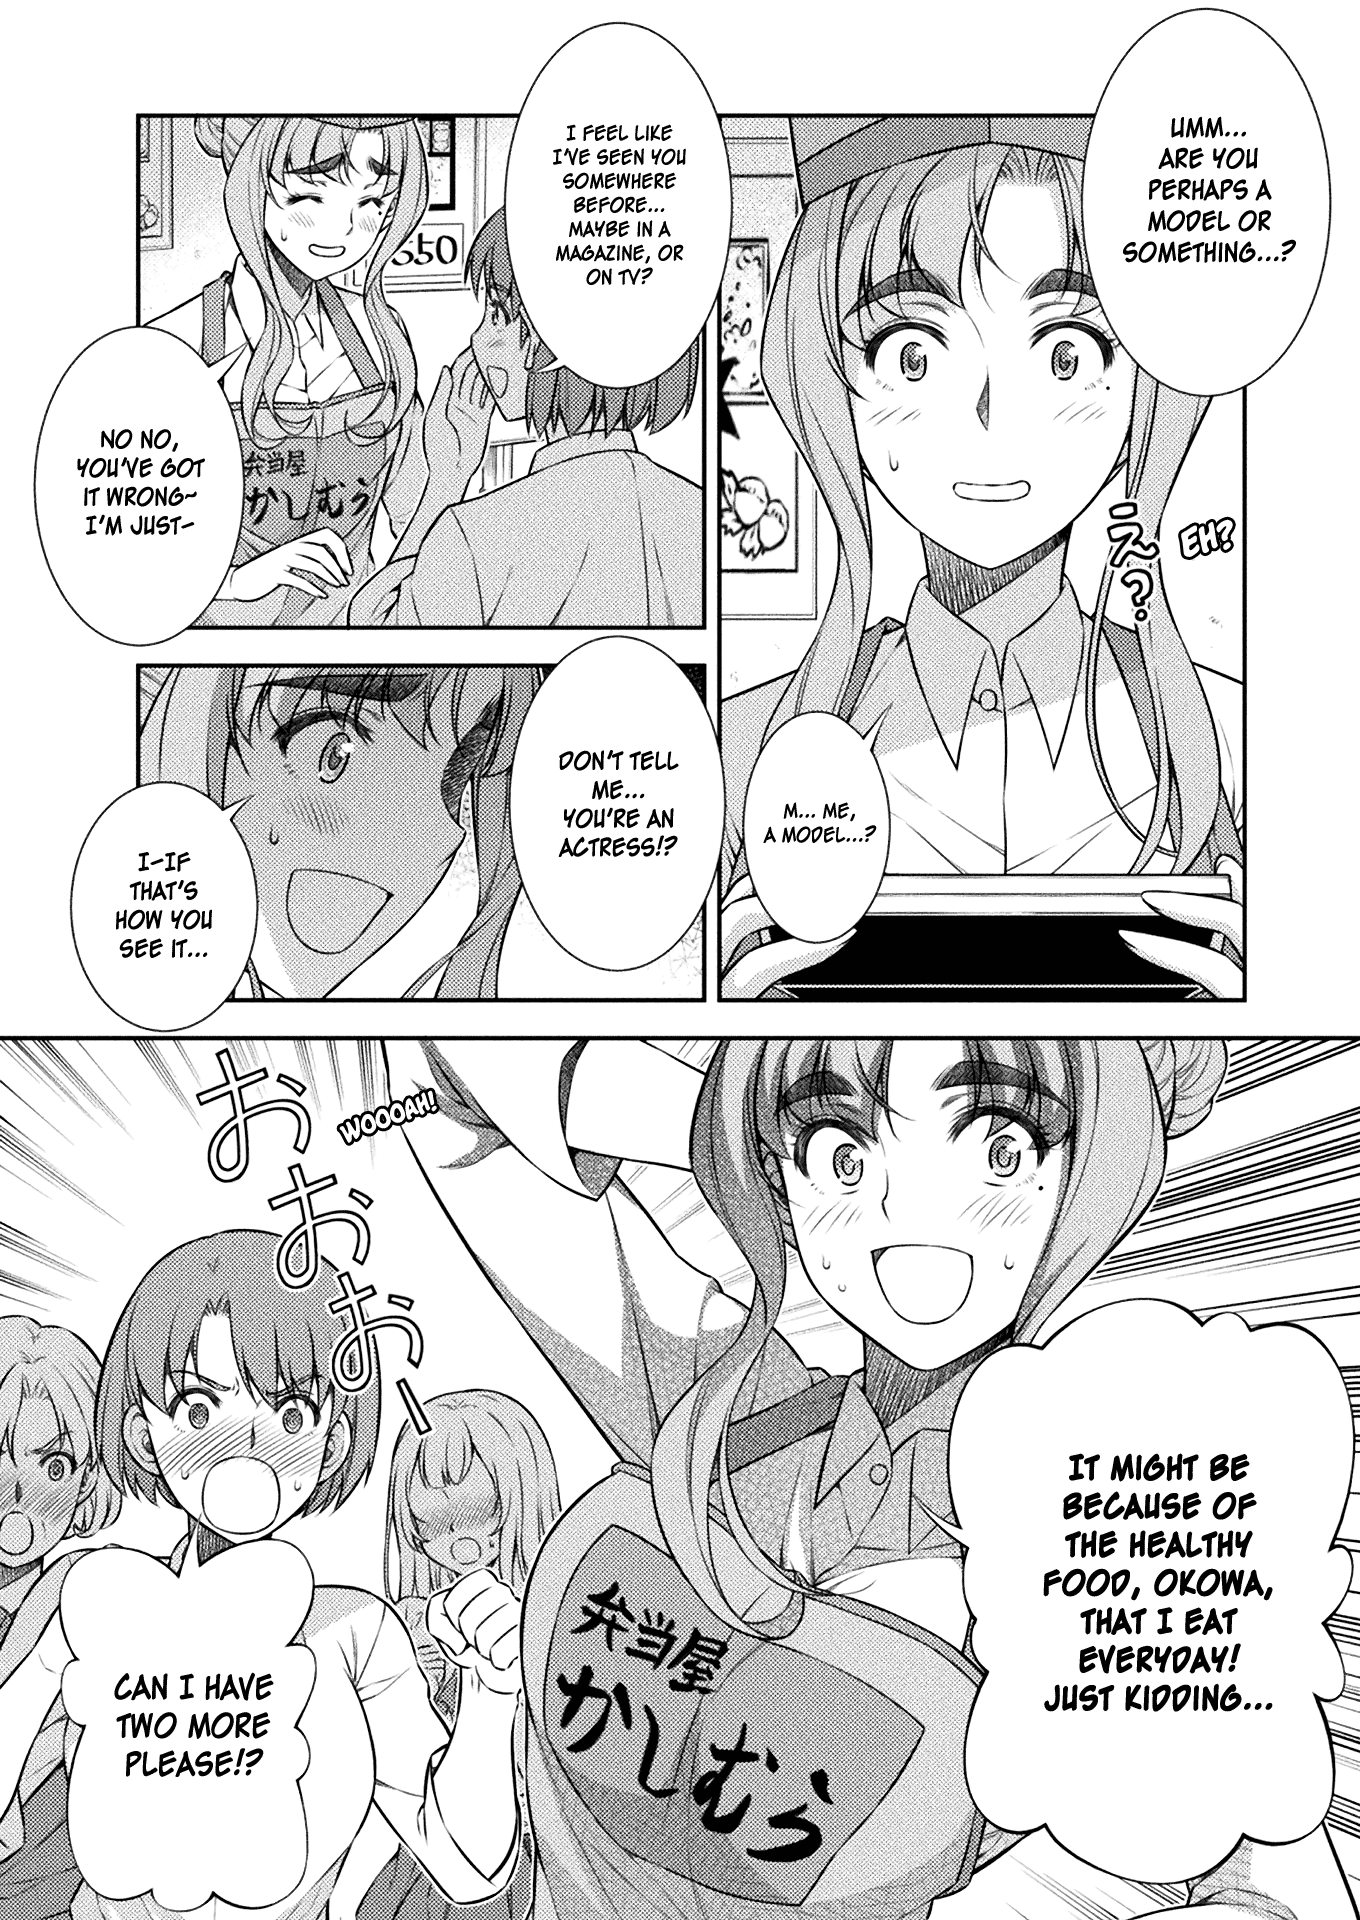 UMM...
ARE YOU
PERHAPS A
MODEL OR
SOMETHING...?
え?
EH?
M... ME,
A MODEL...?
I FEEL LIKE
I'VE SEEN YOU
SOMEWHERE
BEFORE...
MAYBE IN A
MAGAZINE, OR
ON TV?
550
NO NO,
YOU'VE GOT
IT WRONG~
I'M JUST~
弁当屋
かしむら
DON'T TELL
ME...
YOU'RE AN
ACTRESS!?
I-IF
THAT'S
HOW YOU
SEE IT...
おおおおー
WOOOAH!
IT MIGHT BE
BECAUSE OF
THE HEALTHY
FOOD, OKOWA,
THAT I EAT
EVERYDAY!
JUST KIDDING...
CAN I HAVE
TWO MORE
PLEASE!?
弁当屋
かしむら